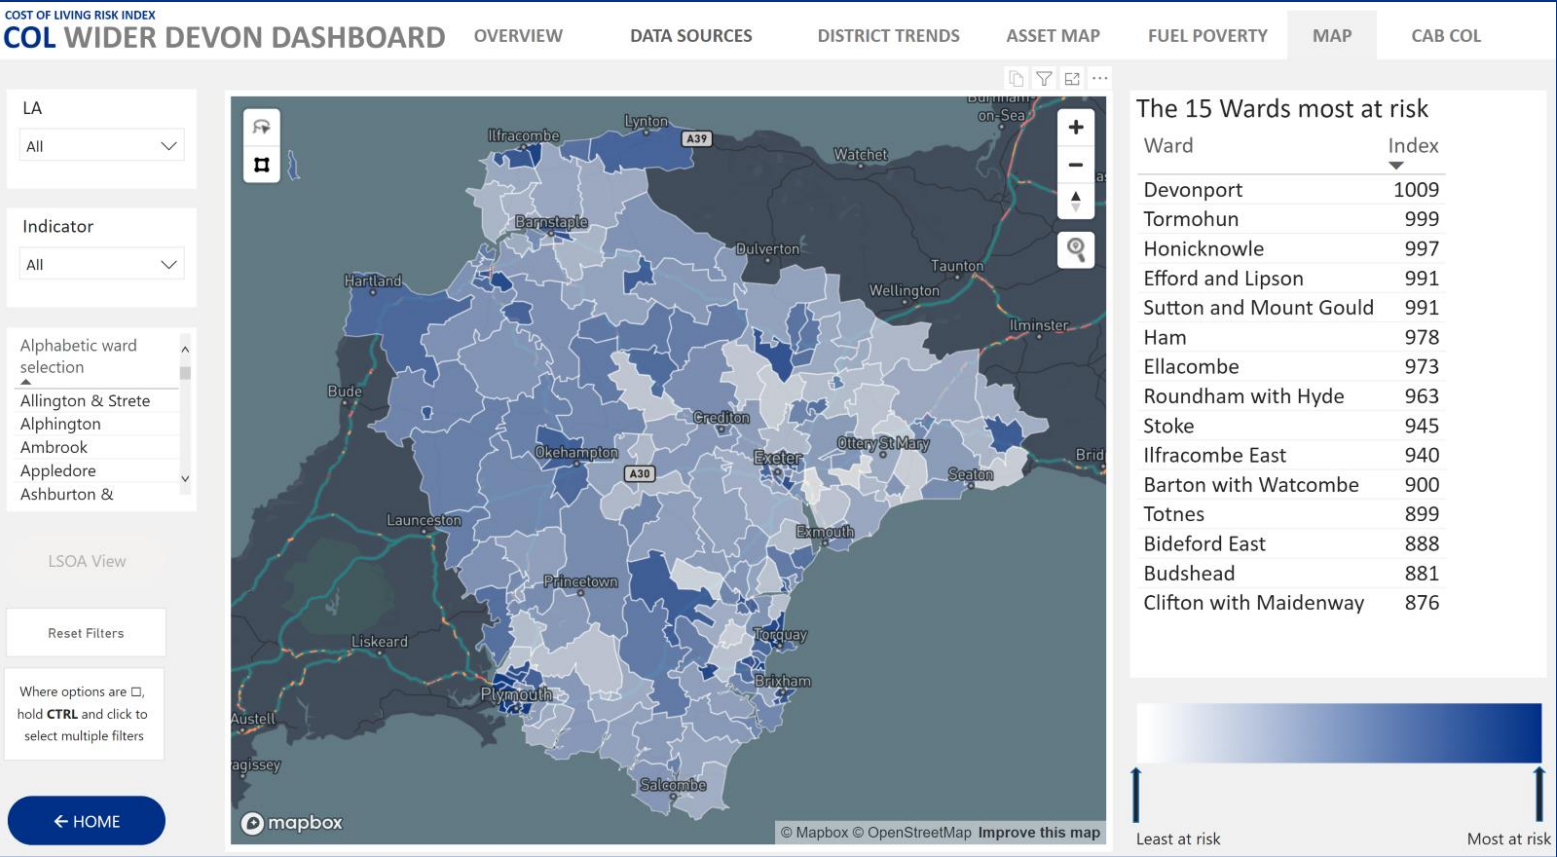 COST OF LIVING RISK INDEX
COL WIDER DEVON DASHBOARD
OVERVIEW
DATA SOURCES
DISTRICT TRENDS
ASSET MAP
FUEL POVERTY
MAP
CAB COL
LA
All
Indicator
All
Alphabetic ward
selection
Allington & Strete
Alphington
Ambrook
Appledore
Ashburton &
LSOA View
Reset Filters
Where options are ☐,
hold CTRL and click to
select multiple filters
← HOME
on-Sea
Lynton
Ilfracombe
A39
Watchet
Barnstaple
Dulverton
Taunton
Hartland
Wellington
Ilminster
Bude
Crediton
Ottery St Mary
Okehampton
Exeter
Brid
A30
Seaton
Launceston
Exmouth
Princetown
Torquay
Liskeard
Brixham
Plymouth
Austell
agissey
Salcombe
mapbox
© Mapbox © OpenStreetMap Improve this map
The 15 Wards most at risk
Ward Index
Devonport 1009
Tormohun 999
Honicknowle 997
Efford and Lipson 991
Sutton and Mount Gould 991
Ham 978
Ellacombe 973
Roundham with Hyde 963
Stoke 945
Ilfracombe East 940
Barton with Watcombe 900
Totnes 899
Bideford East 888
Budshead 881
Clifton with Maidenway 876
Least at risk
Most at risk